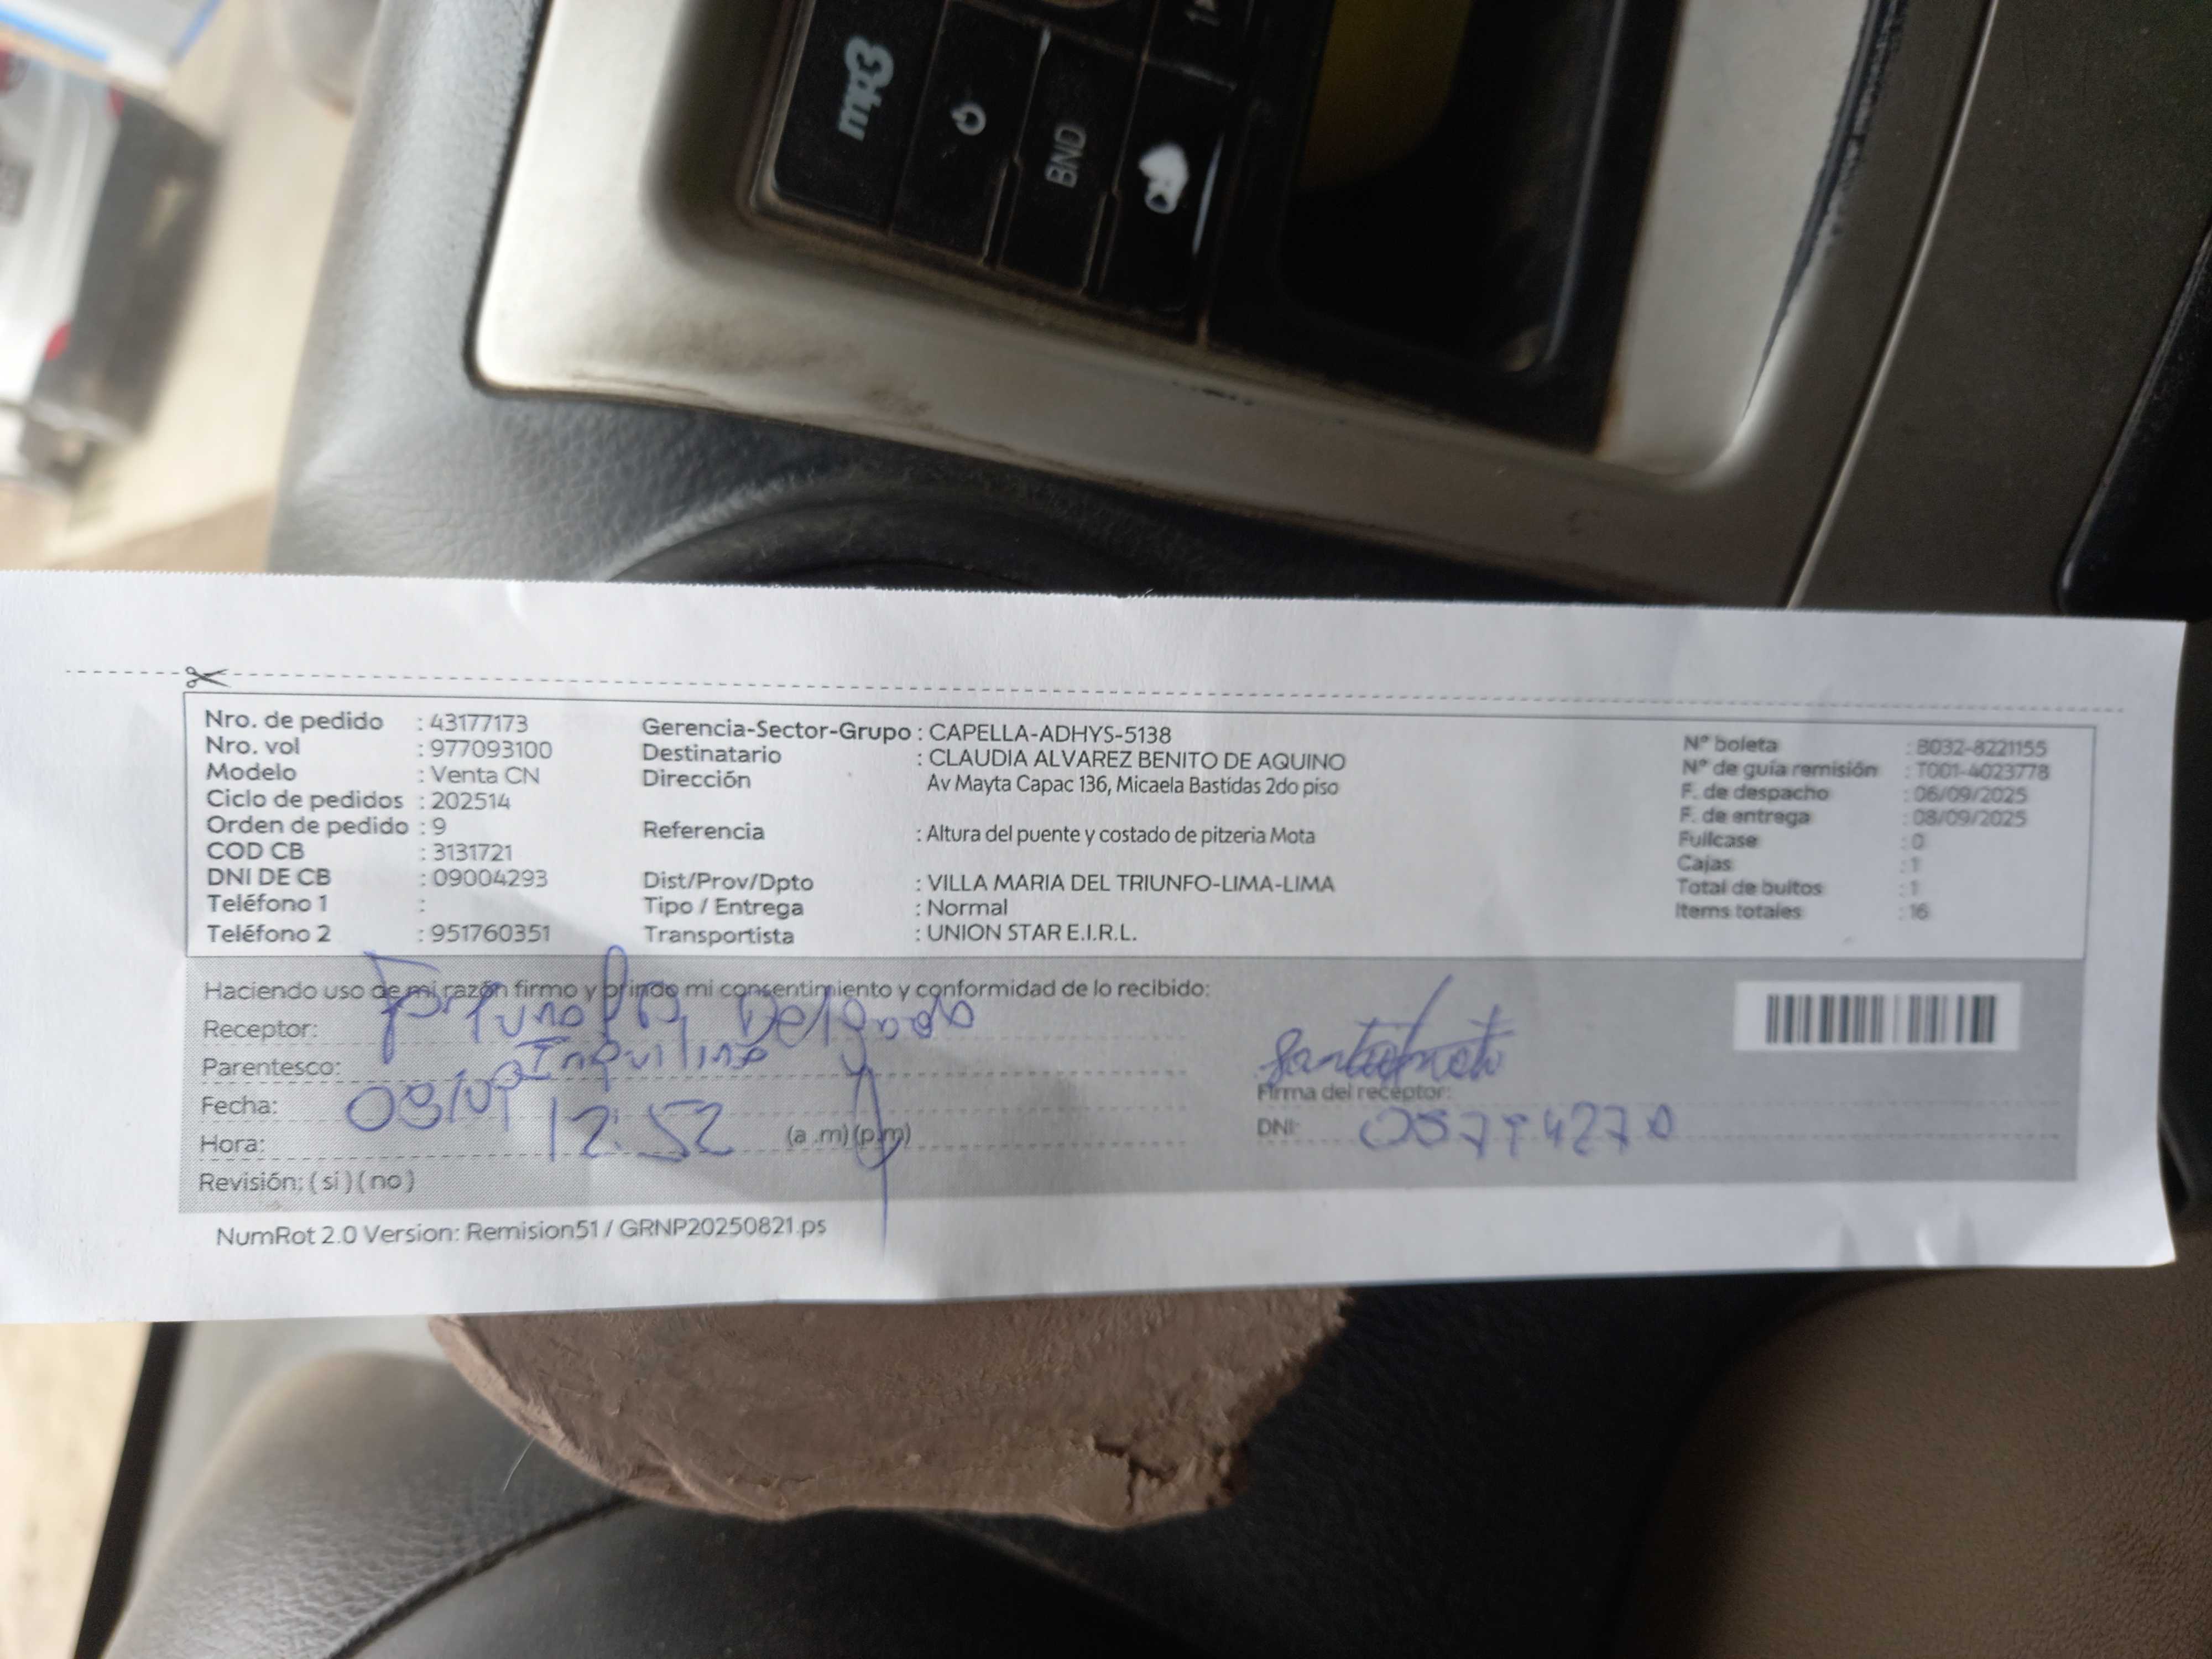 mp3
BND
Nro. de pedido : 43177173
Nro. vol : 977093100
Modelo : Venta CN
Ciclo de pedidos : 202514
Orden de pedido : 9
COD CB : 3131721
DNI DE CB : 09004293
Teléfono 1 :
Teléfono 2 : 951760351
Gerencia-Sector-Grupo : CAPELLA-ADHYS-5138
Destinatario : CLAUDIA ALVAREZ BENITO DE AQUINO
Dirección Av Mayta Capac 136, Micaela Bastidas 2do piso
Referencia : Altura del puente y costado de pitzeria Mota
Dist/Prov/Dpto : VILLA MARIA DEL TRIUNFO-LIMA-LIMA
Tipo / Entrega : Normal
Transportista : UNION STAR E.I.R.L.
N° boleta : B032-8221155
N° de guía remisión : T001-4023778
F. de despacho : 06/09/2025
F. de entrega : 08/09/2025
Fullcase : 0
Cajas : 1
Total de bultos : 1
Items totales : 16
Haciendo uso de mi razón firmo y brindo mi consentimiento y conformidad de lo recibido:
Receptor: Delgado
Parentesco: Inquilino
Fecha:
Hora: 12:52 (a .m) (p.m)
Revisión: ( si ) ( no )
Firma del receptor:
DNI:
NumRot 2.0 Version: Remision51 / GRNP20250821.ps